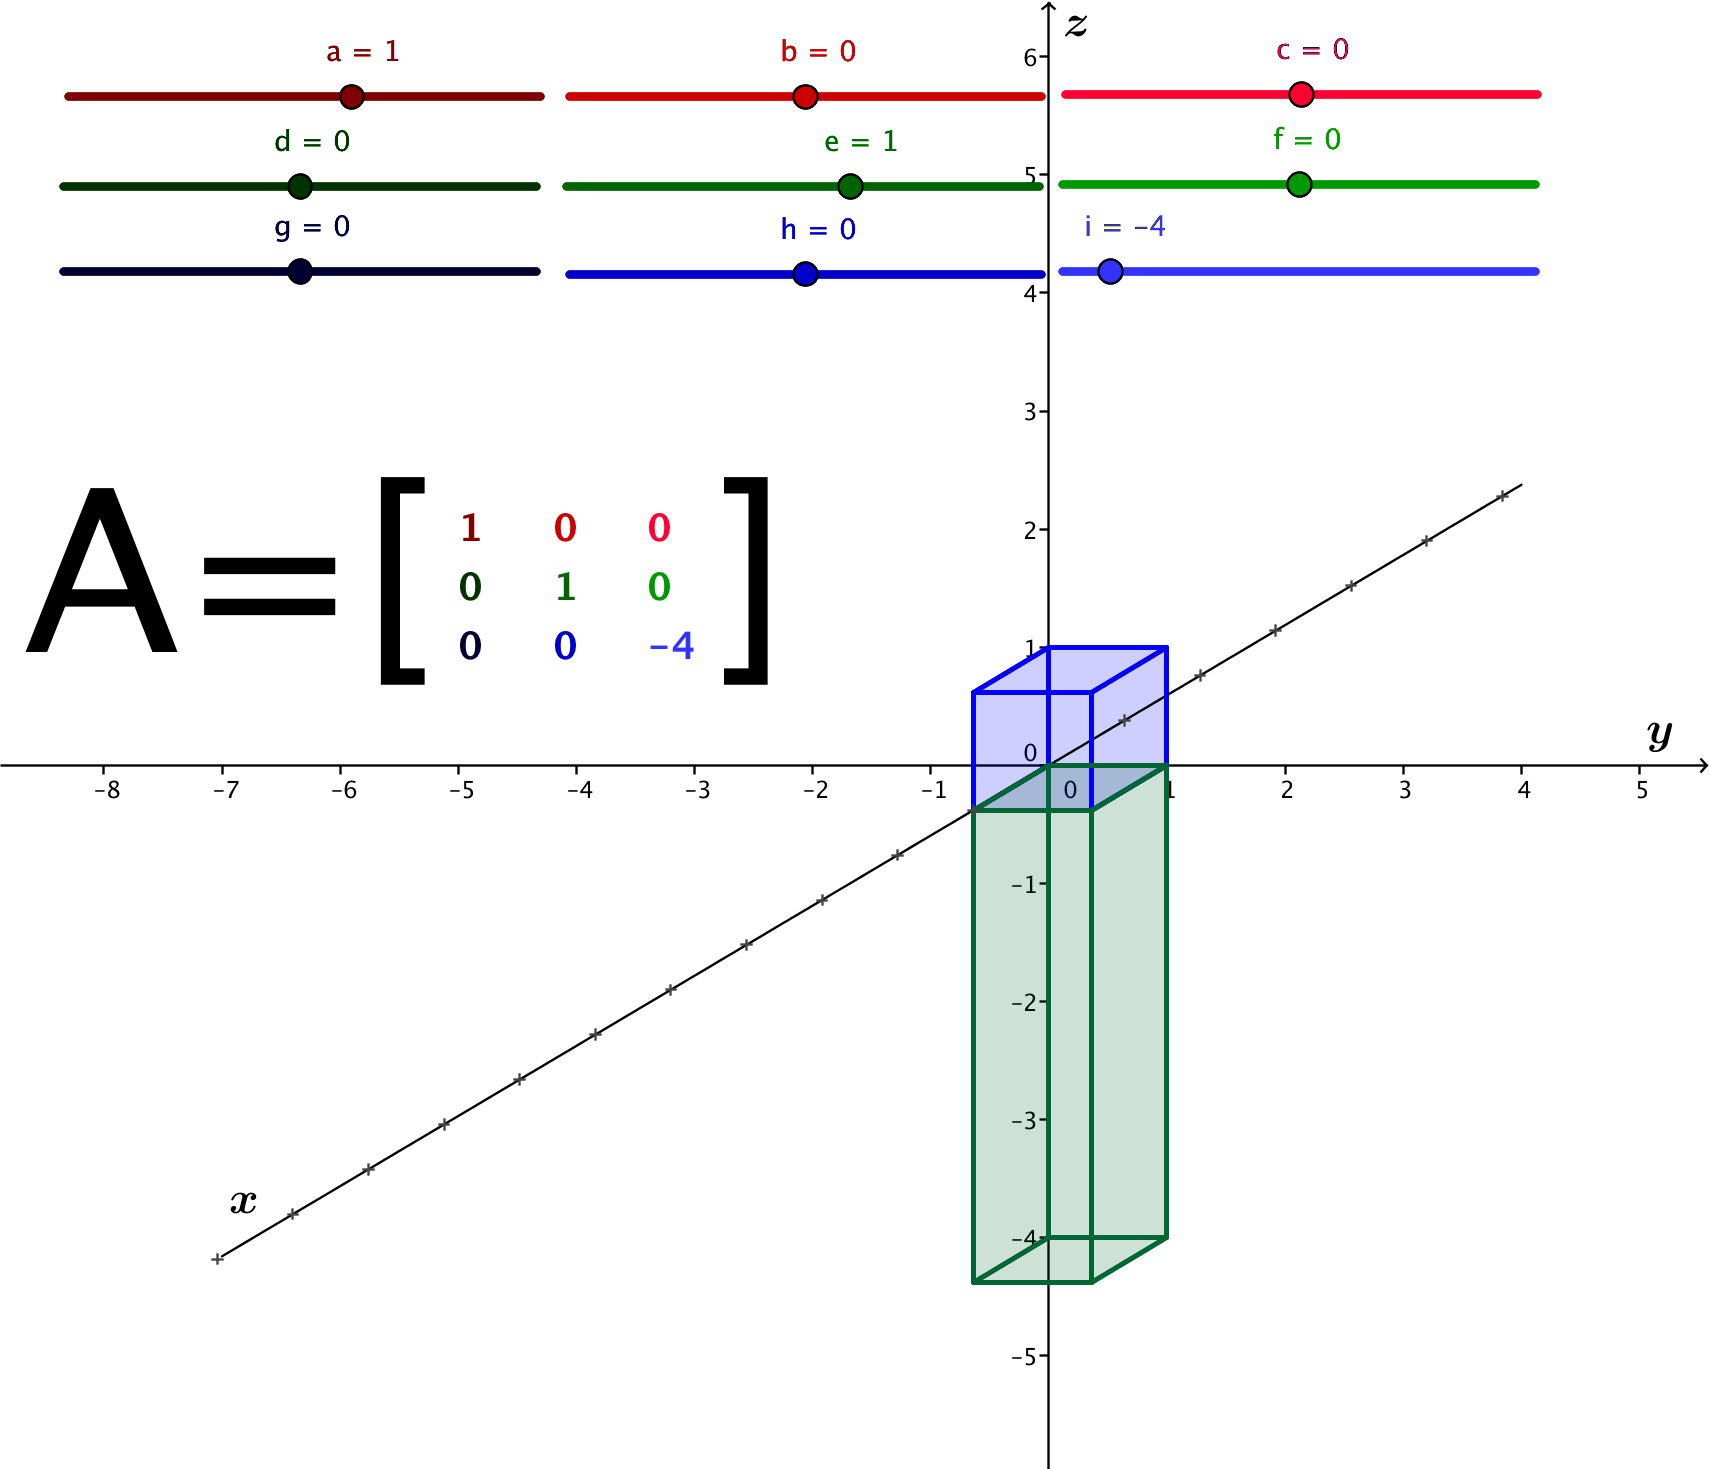 z
a = 1 b = 0 c = 0
6
d = 0 e = 1 f = 0
5
g = 0 h = 0 i = −4
4
3
A= [ 1 0 0
0 1 0
0 0 −4 ]
2
1
y
0
−8 −7 −6 −5 −4 −3 −2 −1 0 1 2 3 4 5
−1
−2
−3
x
−4
−5